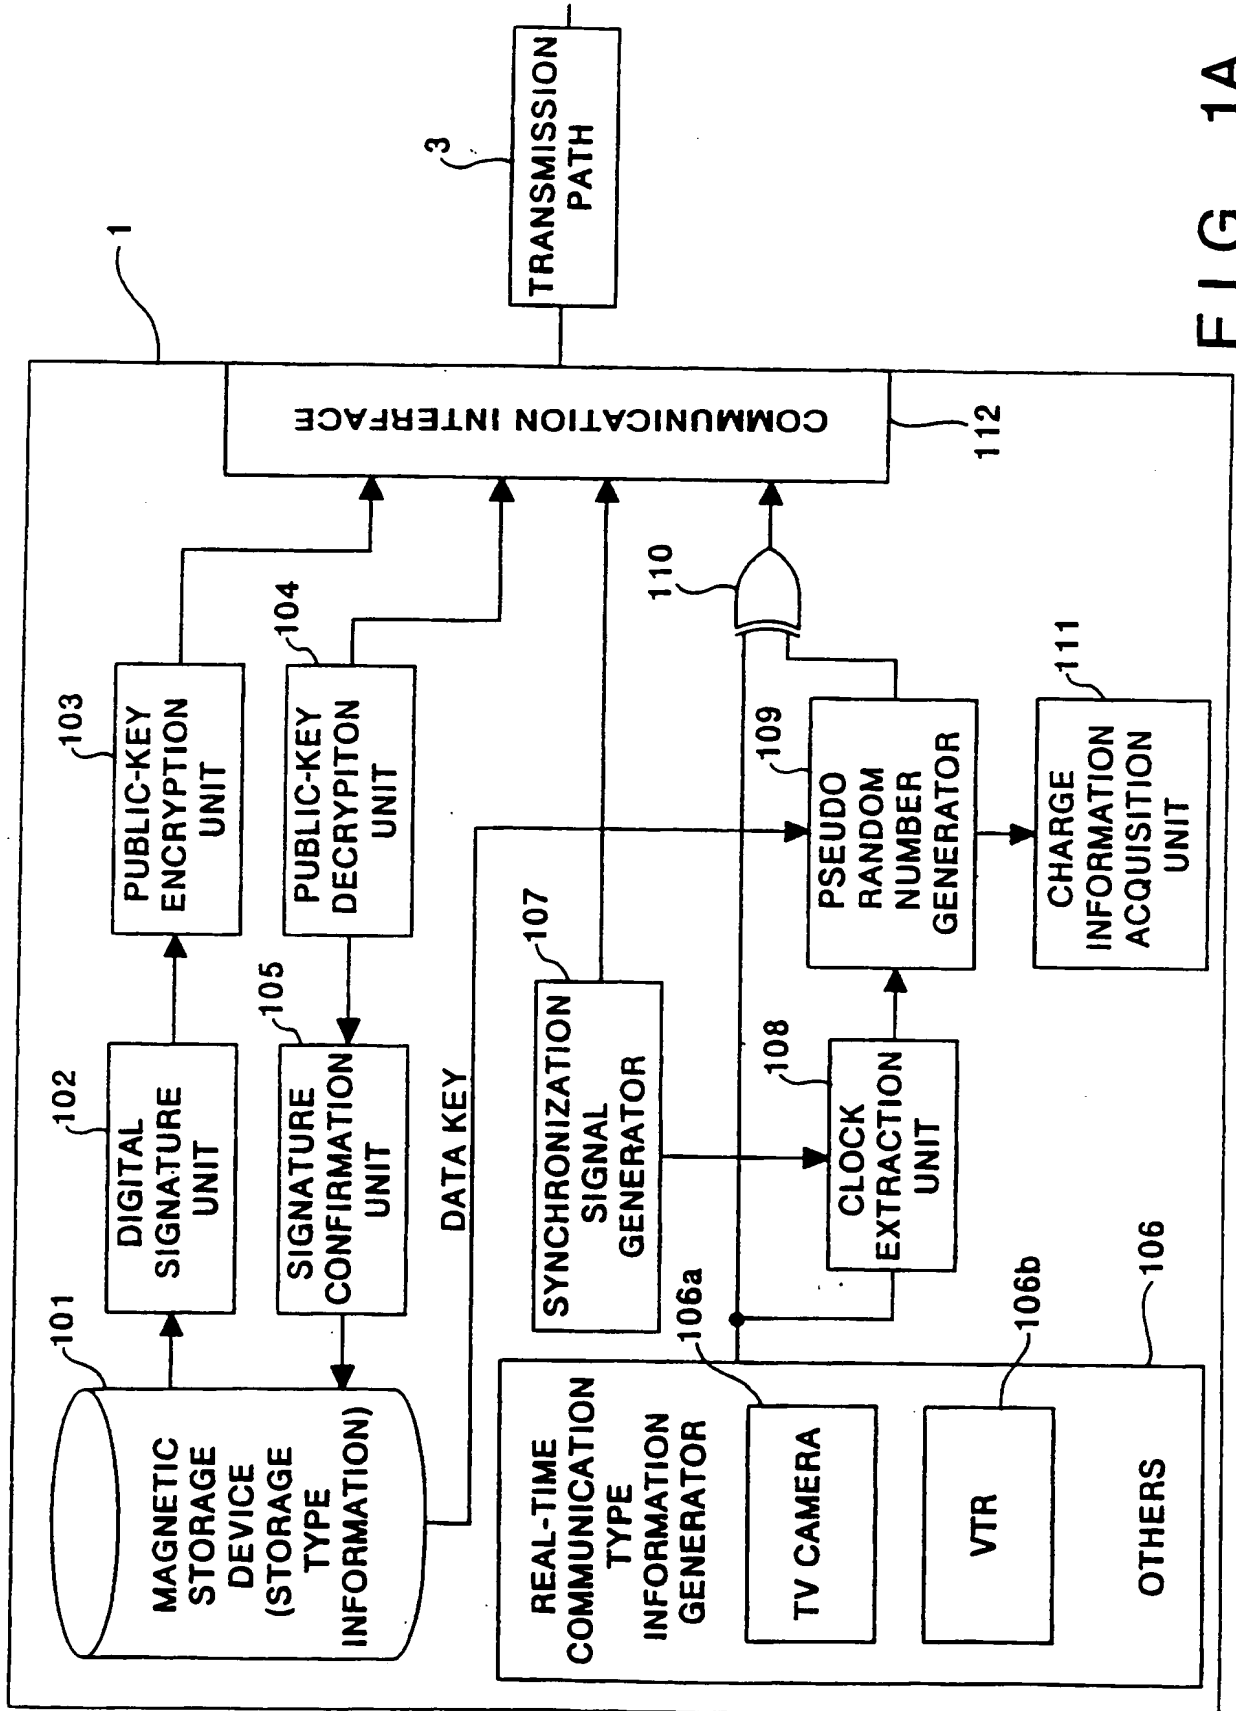 FIG. 1A
1
101
MAGNETIC
STORAGE
DEVICE
(STORAGE
TYPE
INFORMATION)
102
DIGITAL
SIGNATURE
UNIT
103
PUBLIC-KEY
ENCRYPTION
UNIT
104
PUBLIC-KEY
DECRYPITON
UNIT
105
SIGNATURE
CONFIRMATION
UNIT
DATA KEY
COMMUNICATION INTERFACE
112
3
TRANSMISSION
PATH
107
SYNCHRONIZATION
SIGNAL
GENERATOR
110
REAL-TIME
COMMUNICATION
TYPE
INFORMATION
GENERATOR
106a
TV CAMERA
106b
VTR
OTHERS
106
108
CLOCK
EXTRACTION
UNIT
109
PSEUDO
RANDOM
NUMBER
GENERATOR
111
CHARGE
INFORMATION
ACQUISITION
UNIT